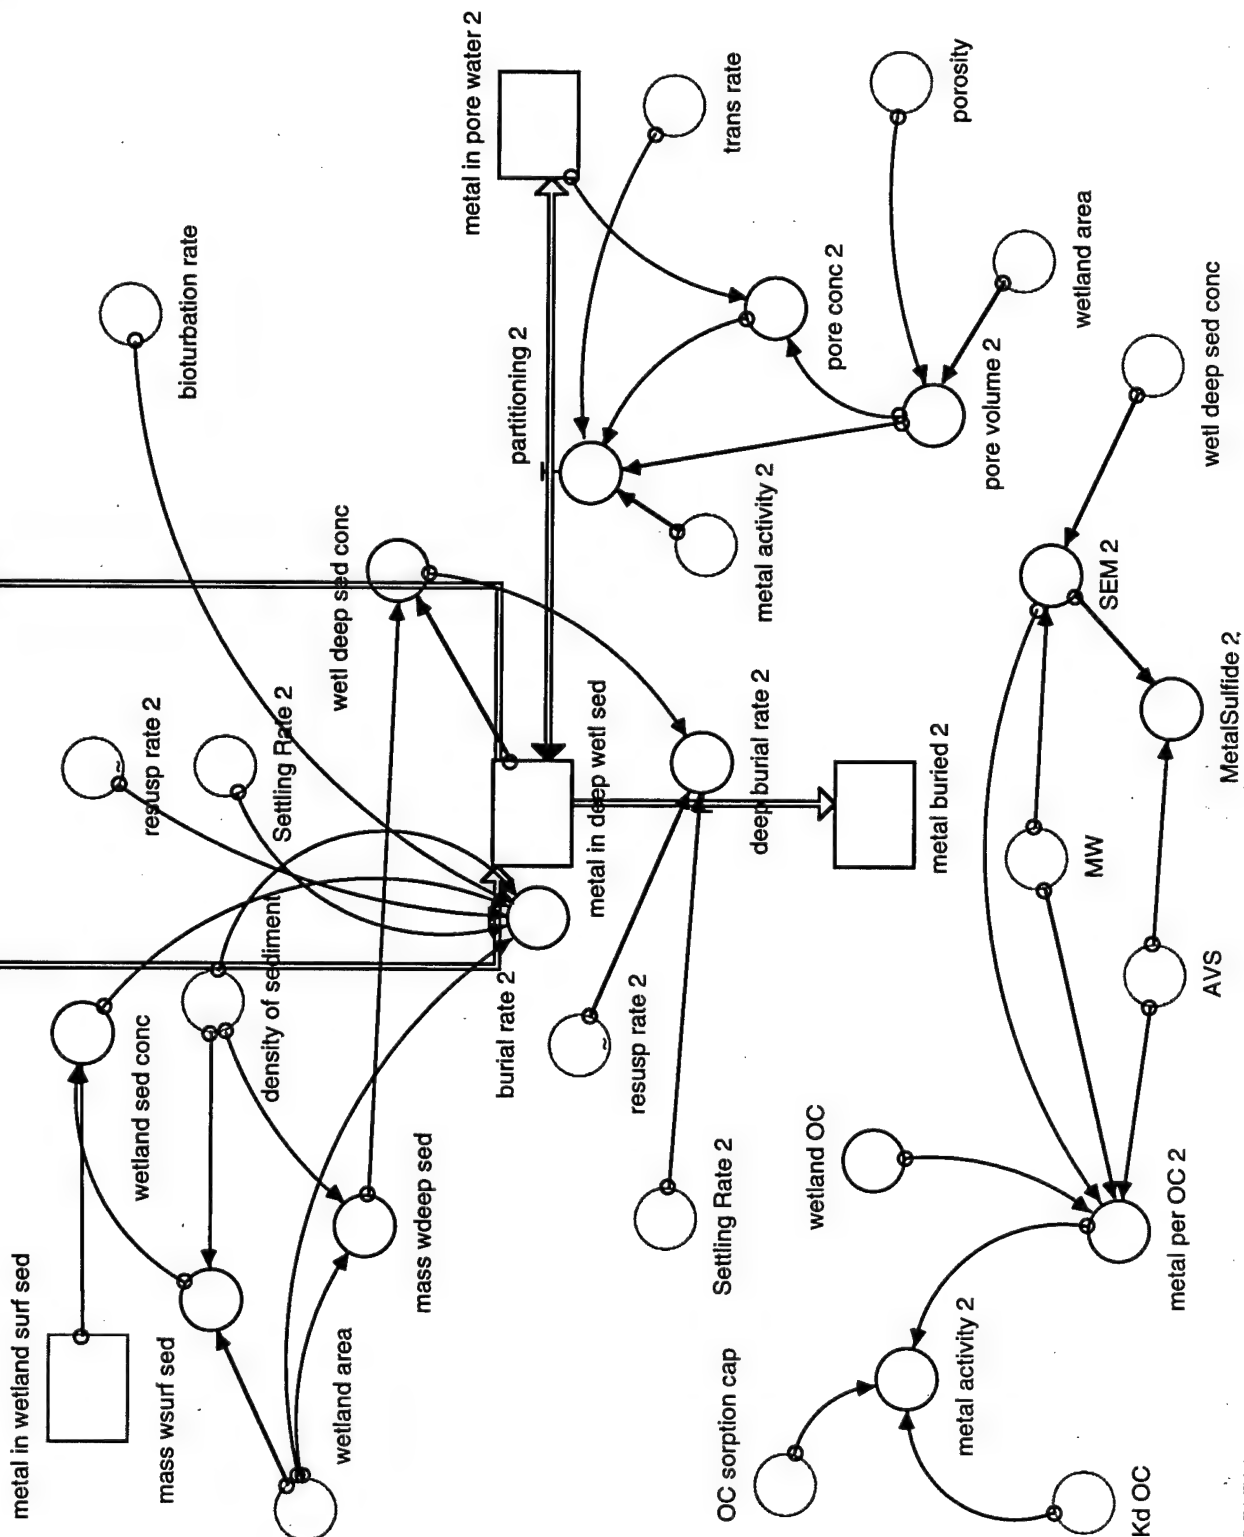 metal in wetland surf sed
mass wsurf sed
wetland area
wetland sed conc
density of sediment
mass wdeep sed
resusp rate 2
Settling Rate 2
bioturbation rate
burial rate 2
wetl deep sed conc
metal in deep wetl sed
partitioning 2
metal in pore water 2
trans rate
resusp rate 2
Settling Rate 2
deep burial rate 2
metal activity 2
pore conc 2
porosity
metal buried 2
pore volume 2
wetland area
OC sorption cap
wetland OC
metal activity 2
Kd OC
metal per OC 2
MW
AVS
SEM 2
MetalSulfide 2
wetl deep sed conc